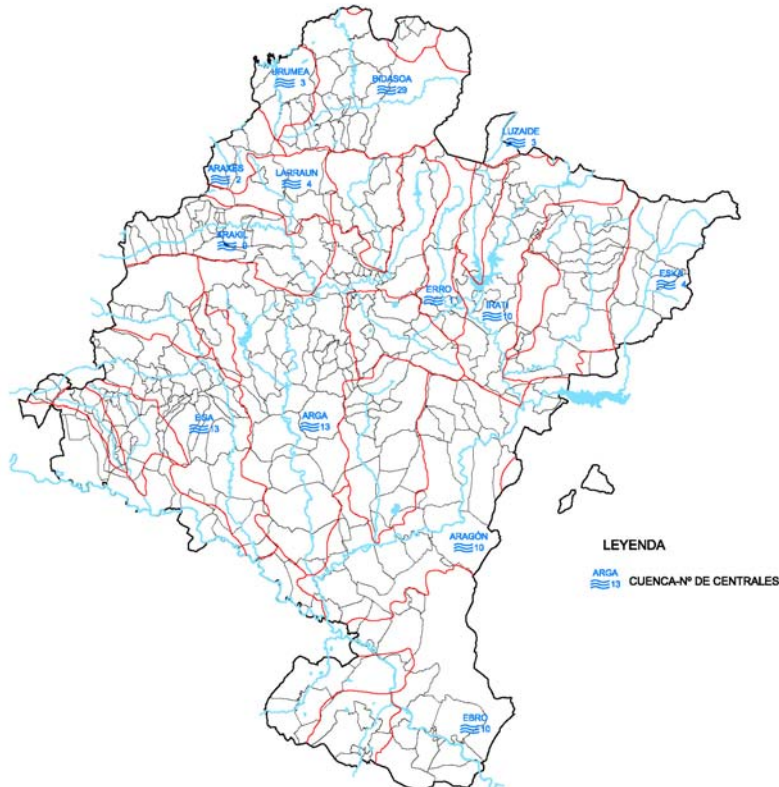 URUMEA
3
BIDASOA
29
LUZAIDE
3
ARAXES
2
LARRAUN
4
ARAKIL
ESKA
4
ERRO
11
IRATI
10
EGA
13
ARGA
13
ARAGÓN
10
LEYENDA
ARGA
13 CUENCA-Nº DE CENTRALES
EBRO
10